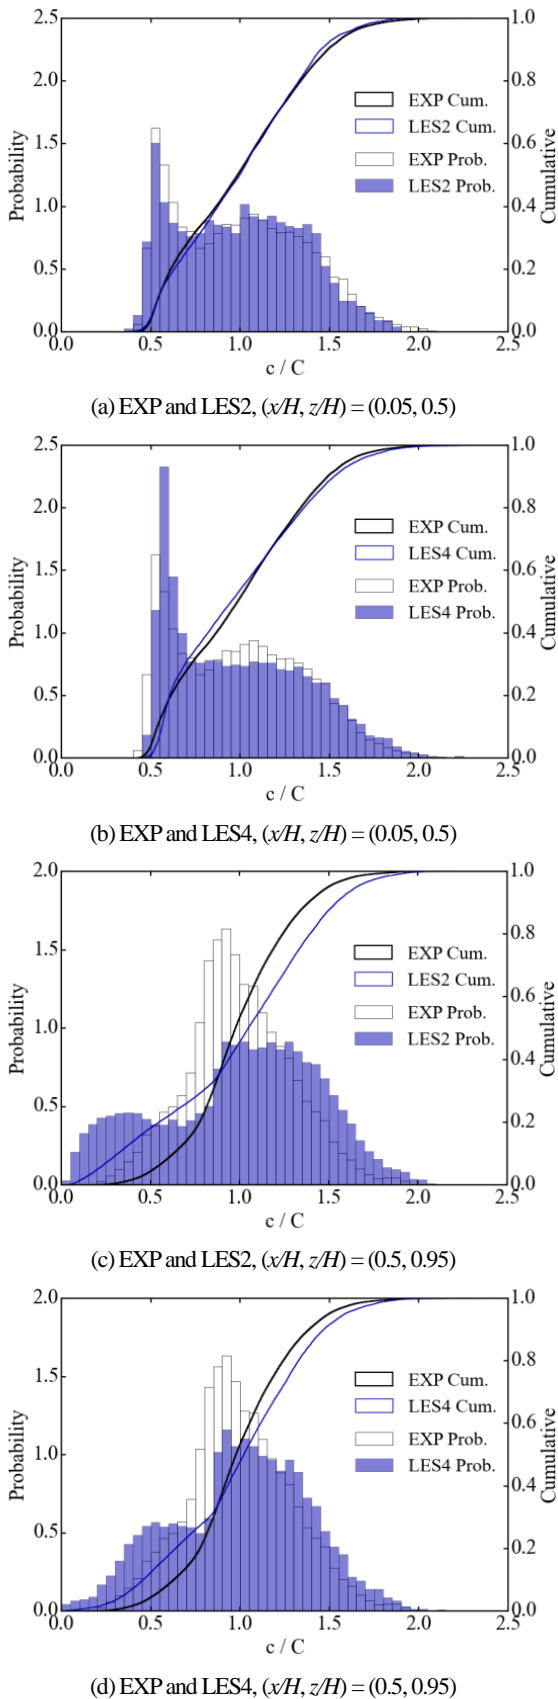 2.5
1.0
2.0
0.8
EXP Cum.
LES2 Cum.
1.5
0.6
EXP Prob.
LES2 Prob.
1.0
0.4
0.5
0.2
0.0
0.0
Probability
Cumulative
0.0 0.5 1.0 1.5 2.0 2.5
c / C
(a) EXP and LES2, (x/H, z/H) = (0.05, 0.5)
2.5
1.0
2.0
0.8
EXP Cum.
LES4 Cum.
1.5
0.6
EXP Prob.
LES4 Prob.
1.0
0.4
0.5
0.2
0.0
0.0
Probability
Cumulative
0.0 0.5 1.0 1.5 2.0 2.5
c / C
(b) EXP and LES4, (x/H, z/H) = (0.05, 0.5)
2.0
1.0
0.8
EXP Cum.
LES2 Cum.
1.5
0.6
EXP Prob.
LES2 Prob.
1.0
0.4
0.5
0.2
0.0
0.0
Probability
Cumulative
0.0 0.5 1.0 1.5 2.0 2.5
c / C
(c) EXP and LES2, (x/H, z/H) = (0.5, 0.95)
2.0
1.0
0.8
EXP Cum.
LES4 Cum.
1.5
0.6
EXP Prob.
LES4 Prob.
1.0
0.4
0.5
0.2
0.0
0.0
Probability
Cumulative
0.0 0.5 1.0 1.5 2.0 2.5
c / C
(d) EXP and LES4, (x/H, z/H) = (0.5, 0.95)